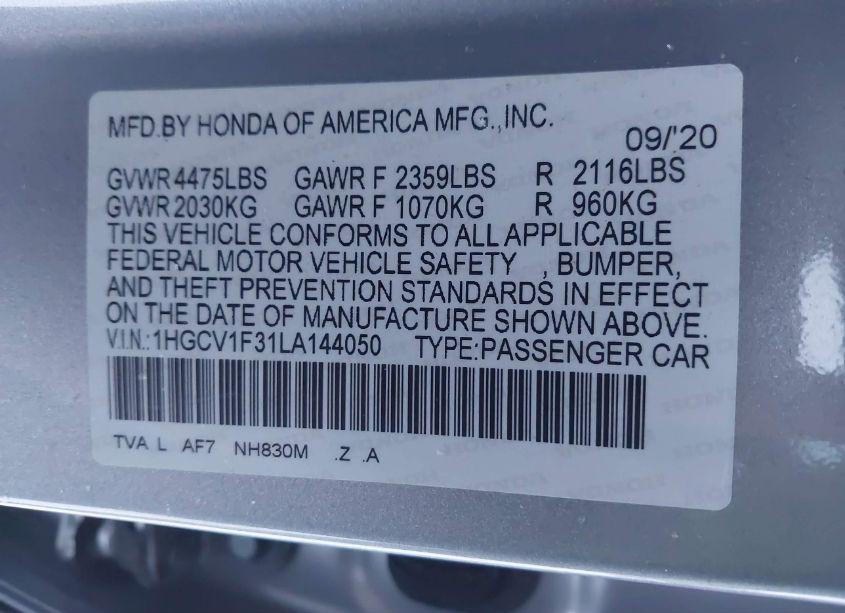 MFD.BY HONDA OF AMERICA MFG.,INC.
09/'20
GVWR 4475LBS GAWR F 2359LBS R 2116LBS
GVWR 2030KG GAWR F 1070KG R 960KG
THIS VEHICLE CONFORMS TO ALL APPLICABLE
FEDERAL MOTOR VEHICLE SAFETY , BUMPER,
AND THEFT PREVENTION STANDARDS IN EFFECT
ON THE DATE OF MANUFACTURE SHOWN ABOVE.
V.I.N.:1HGCV1F31LA144050 TYPE:PASSENGER CAR
TVA L AF7 NH830M .Z .A